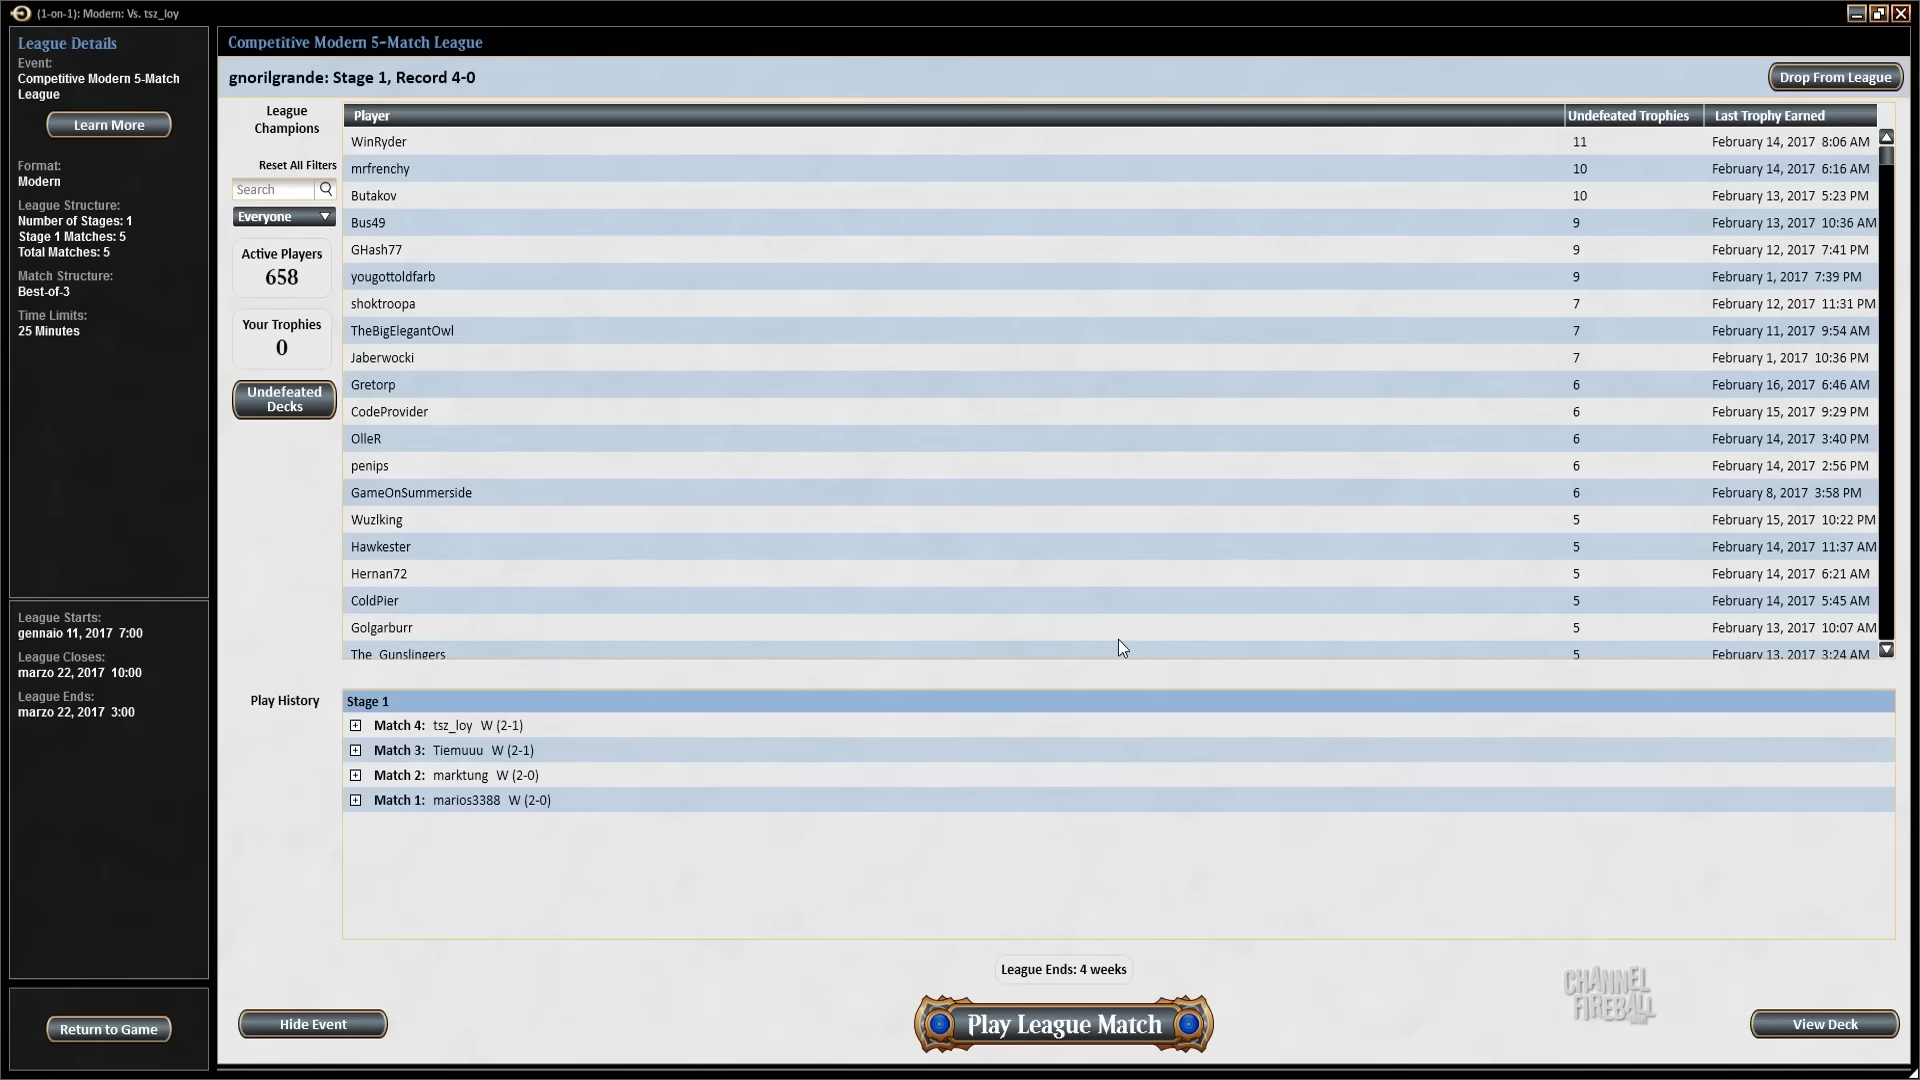 (1-on-1): Modern: Vs. tsz_loy
League Details
Event:
Competitive Modern 5-Match
League
Learn More
Format:
Modern
League Structure:
Number of Stages: 1
Stage 1 Matches: 5
Total Matches: 5
Match Structure:
Best-of-3
Time Limits:
25 Minutes
League Starts:
gennaio 11, 2017 7:00
League Closes:
marzo 22, 2017 10:00
League Ends:
marzo 22, 2017 3:00
Return to Game
Competitive Modern 5-Match League
gnorilgrande: Stage 1, Record 4-0
Drop From League
League
Champions
Reset All Filters
Search
Everyone
Active Players
658
Your Trophies
0
Undefeated
Decks
Player Undefeated Trophies Last Trophy Earned
WinRyder 11 February 14, 2017 8:06 AM
mrfrenchy 10 February 14, 2017 6:16 AM
Butakov 10 February 13, 2017 5:23 PM
Bus49 9 February 13, 2017 10:36 AM
GHash77 9 February 12, 2017 7:41 PM
yougottoldfarb 9 February 1, 2017 7:39 PM
shoktroopa 7 February 12, 2017 11:31 PM
TheBigElegantOwl 7 February 11, 2017 9:54 AM
Jaberwocki 7 February 1, 2017 10:36 PM
Gretorp 6 February 16, 2017 6:46 AM
CodeProvider 6 February 15, 2017 9:29 PM
OlleR 6 February 14, 2017 3:40 PM
penips 6 February 14, 2017 2:56 PM
GameOnSummerside 6 February 8, 2017 3:58 PM
Wuzlking 5 February 15, 2017 10:22 PM
Hawkester 5 February 14, 2017 11:37 AM
Hernan72 5 February 14, 2017 6:21 AM
ColdPier 5 February 14, 2017 5:45 AM
Golgarburr 5 February 13, 2017 10:07 AM
The_Gunslingers 5 February 13, 2017 3:24 AM
Play History
Stage 1
Match 4: tsz_loy W (2-1)
Match 3: Tiemuuu W (2-1)
Match 2: marktung W (2-0)
Match 1: marios3388 W (2-0)
League Ends: 4 weeks
Hide Event
Play League Match
CHANNEL
FIREBALL
View Deck